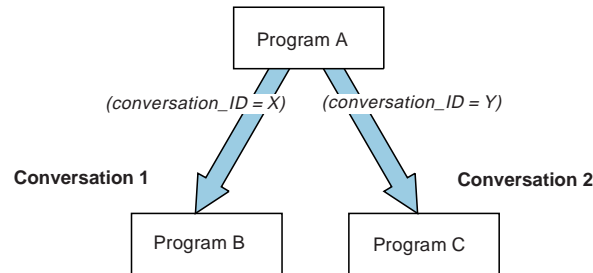 Program A
(conversation_ID = X)
(conversation_ID = Y)
Conversation 1
Conversation 2
Program B
Program C